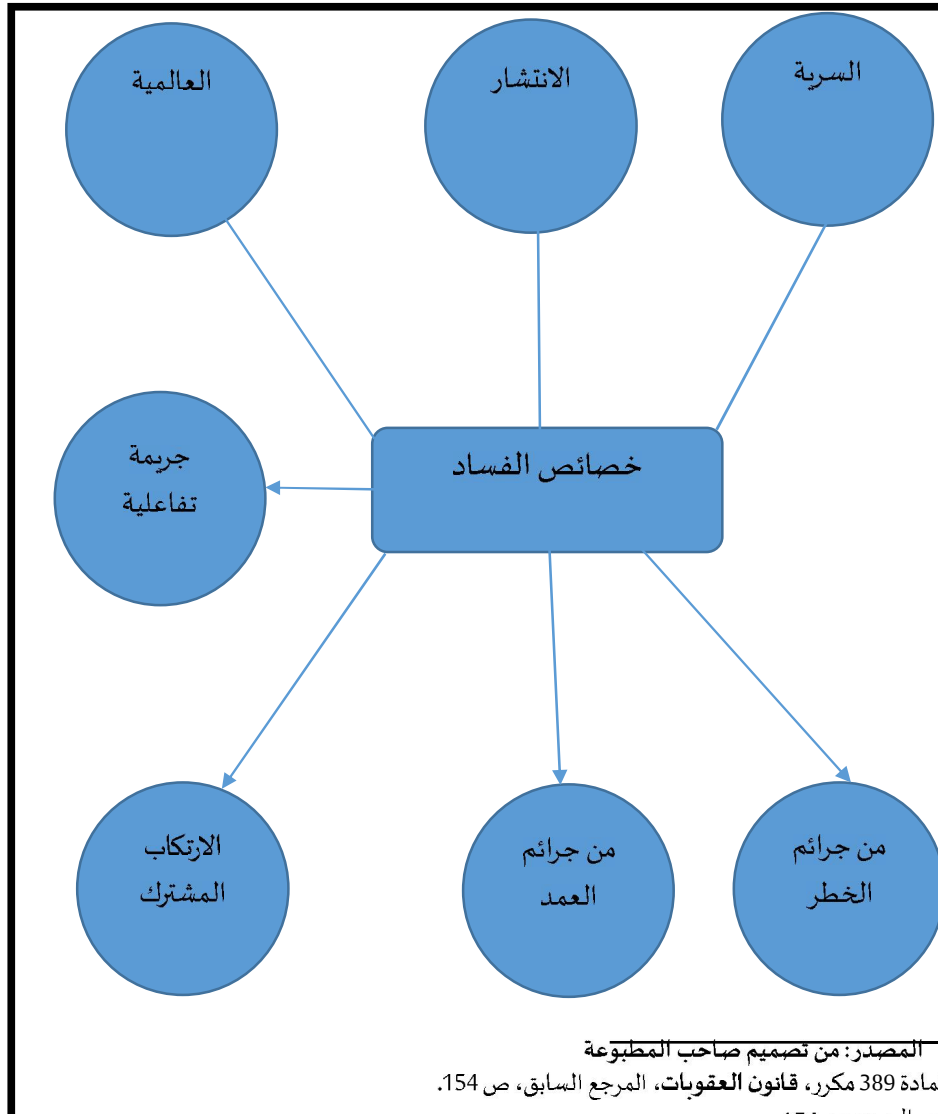 السرية
الانتشار
العالمية
خصائص الفساد
جريمة
تفاعلية
من جرائم
الخطر
من جرائم
العمد
الارتكاب
المشترك
المصدر: من تصميم صاحب المطبوعة
389 مكرر، قانون العقوبات، المرجع السابق، ص 154.